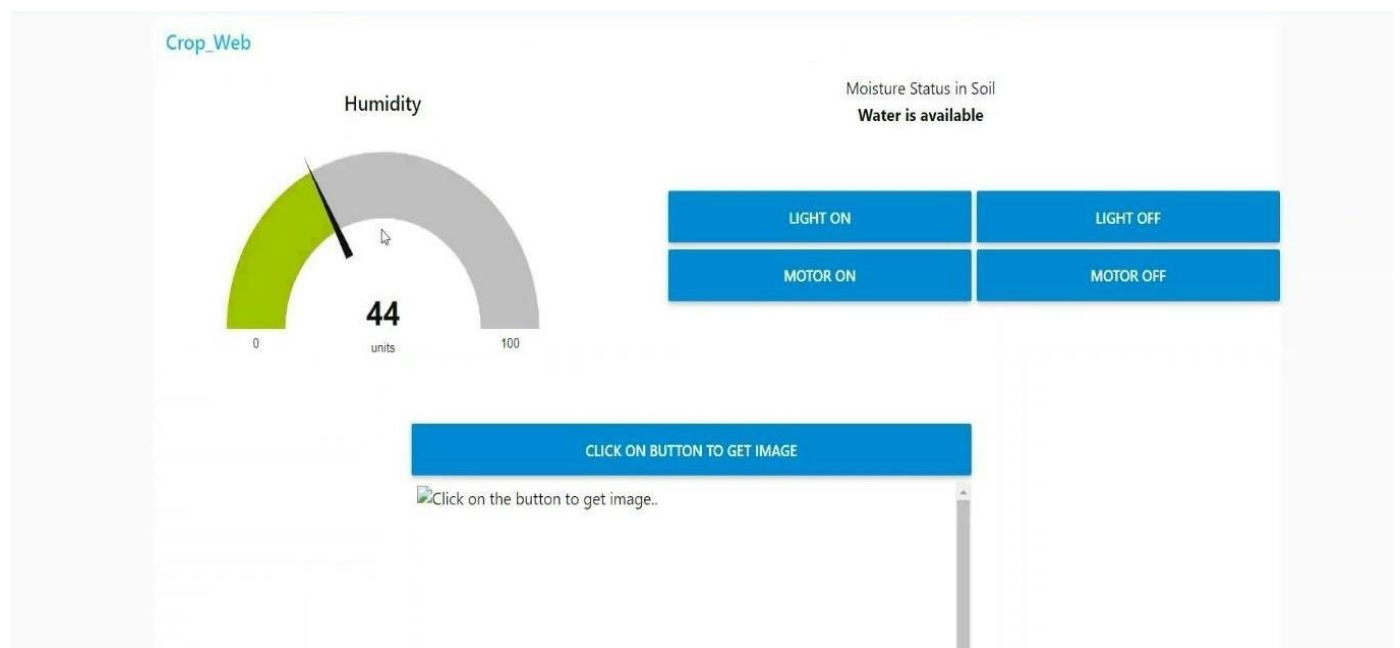 Crop_Web
Humidity
44
units
0
100
Moisture Status in Soil
Water is available
LIGHT ON
LIGHT OFF
MOTOR ON
MOTOR OFF
CLICK ON BUTTON TO GET IMAGE
Click on the button to get image..